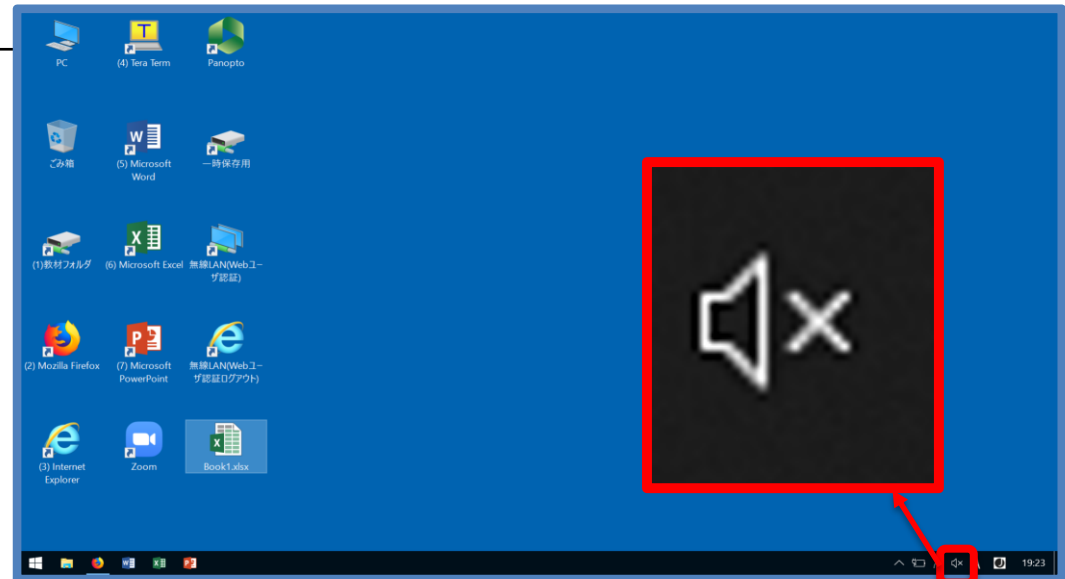 PC
(4) Tera Term
Panopto
ごみ箱
(5) Microsoft
Word
一時保存用
(1)教材フォルダ
(6) Microsoft Excel
無線LAN(Webユー
ザ認証)
(2) Mozilla Firefox
(7) Microsoft
PowerPoint
無線LAN(Webユー
ザ認証ログアウト)
(3) Internet
Explorer
Zoom
Book1.xlsx
19:23